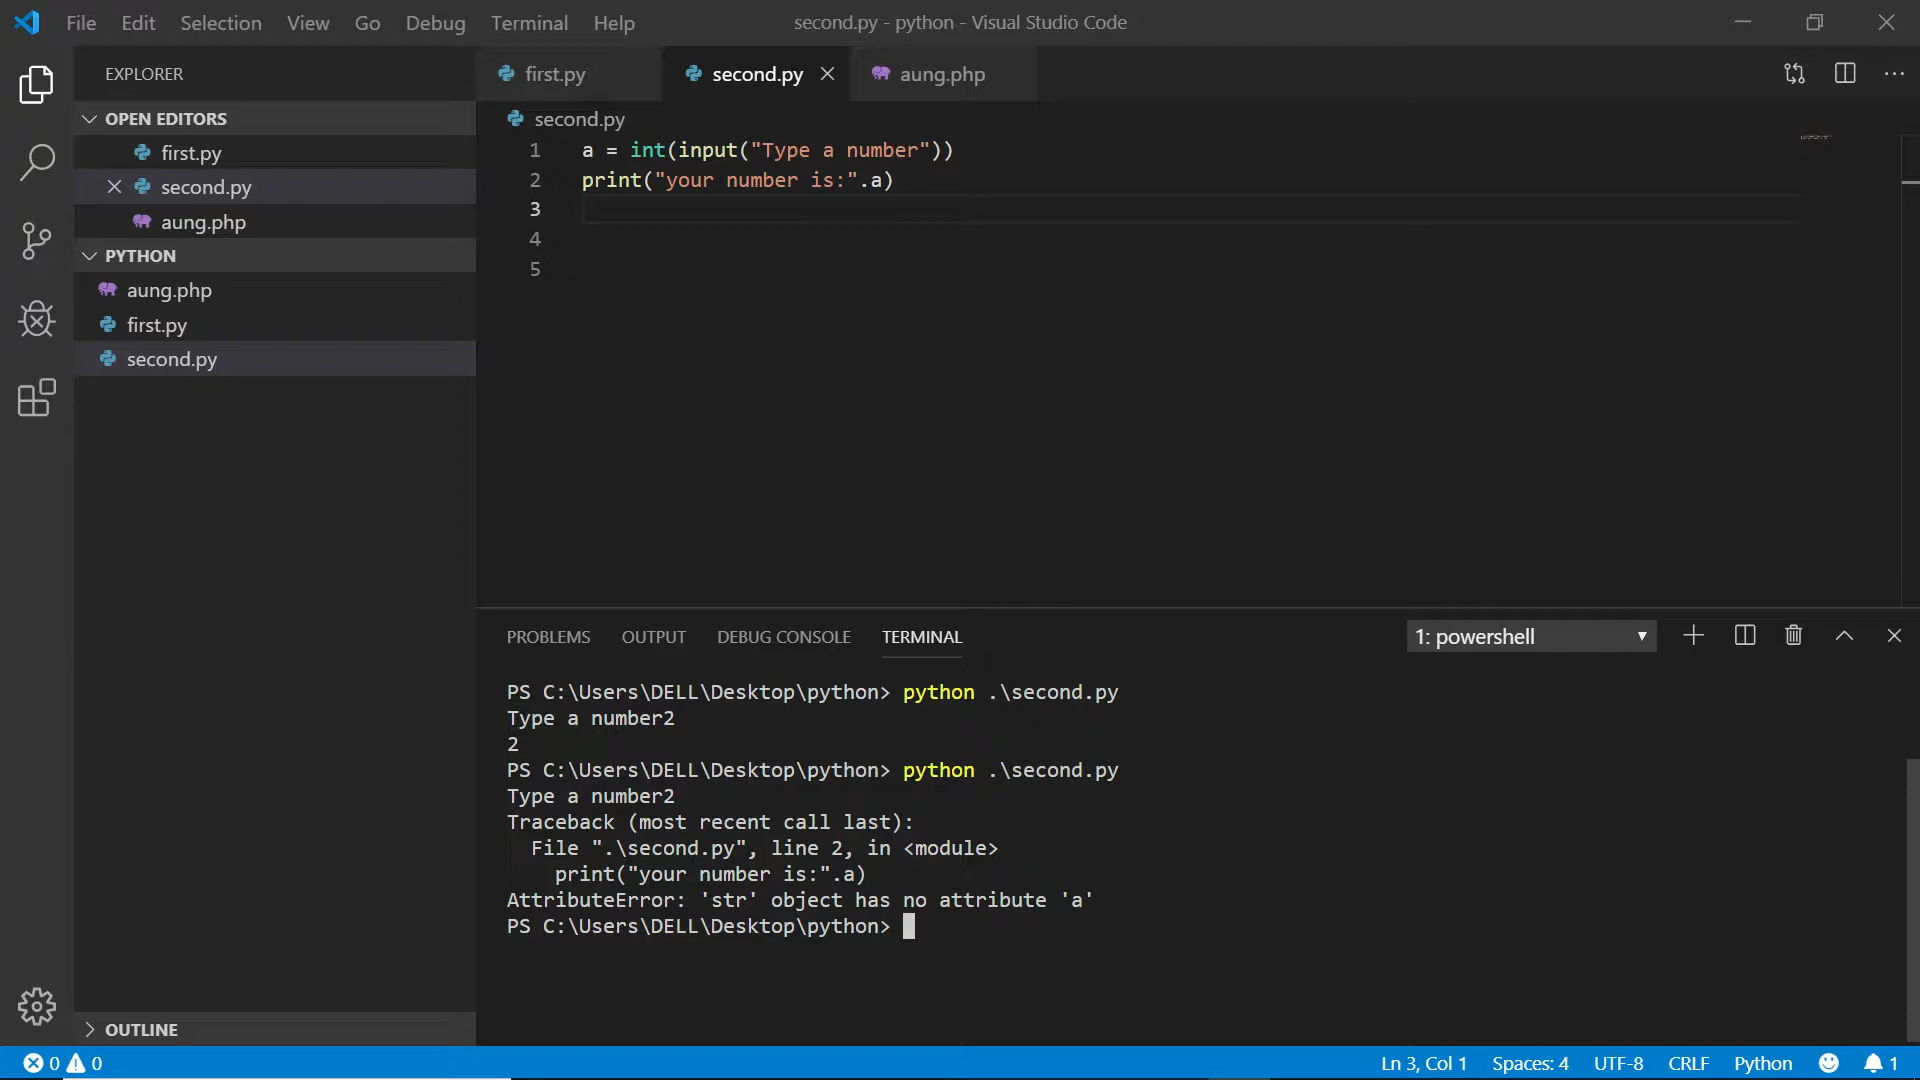 File Edit Selection View Go Debug Terminal Help second.py - python - Visual Studio Code
EXPLORER
OPEN EDITORS
first.py
second.py
aung.php
PYTHON
aung.php
first.py
second.py
OUTLINE
first.py second.py aung.php
second.py
1 a = int(input("Type a number"))
2 print("your number is:".a)
3
4
5
PROBLEMS OUTPUT DEBUG CONSOLE TERMINAL 1: powershell
PS C:\Users\DELL\Desktop\python> python .\second.py
Type a number2
2
PS C:\Users\DELL\Desktop\python> python .\second.py
Type a number2
Traceback (most recent call last):
File ".\second.py", line 2, in <module>
print("your number is:".a)
AttributeError: 'str' object has no attribute 'a'
PS C:\Users\DELL\Desktop\python>
0 0 Ln 3, Col 1 Spaces: 4 UTF-8 CRLF Python 1